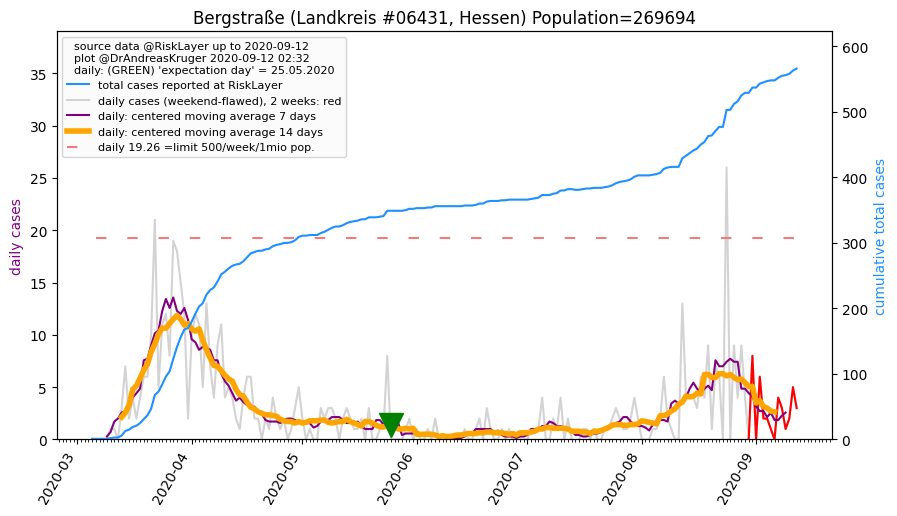 Bergstraße (Landkreis #06431, Hessen) Population=269694
source data @RiskLayer up to 2020-09-12
plot @DrAndreasKruger 2020-09-12 02:32
daily: (GREEN) 'expectation day' = 25.05.2020
total cases reported at RiskLayer
daily cases (weekend-flawed), 2 weeks: red
daily: centered moving average 7 days
daily: centered moving average 14 days
daily 19.26 =limit 500/week/1mio pop.
daily cases
35
30
25
20
15
10
5
0
cumulative total cases
600
500
400
300
200
100
0
2020-03
2020-04
2020-05
2020-06
2020-07
2020-08
2020-09